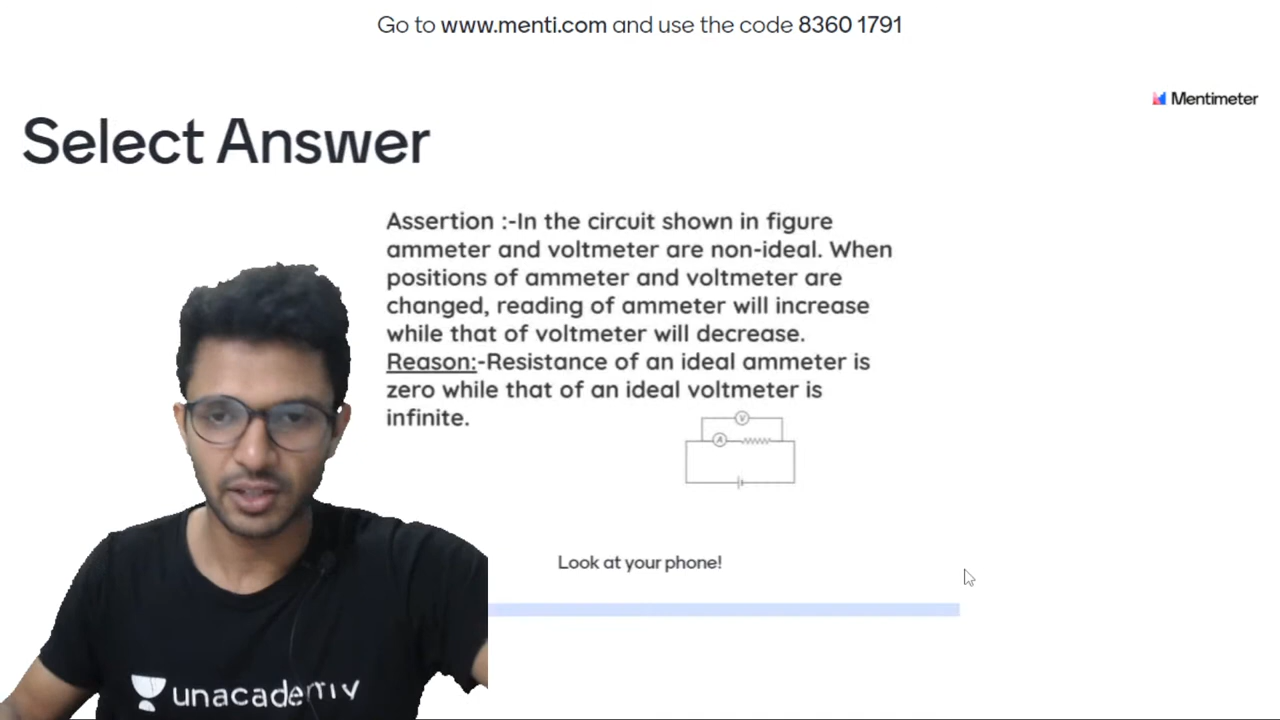 Go to www.menti.com and use the code 8360 1791
Mentimeter
Select Answer
Assertion :-In the circuit shown in figure
ammeter and voltmeter are non-ideal. When
positions of ammeter and voltmeter are
changed, reading of ammeter will increase
while that of voltmeter will decrease.
Reason:-Resistance of an ideal ammeter is
zero while that of an ideal voltmeter is
infinite.
V
A
Look at your phone!
unacademy